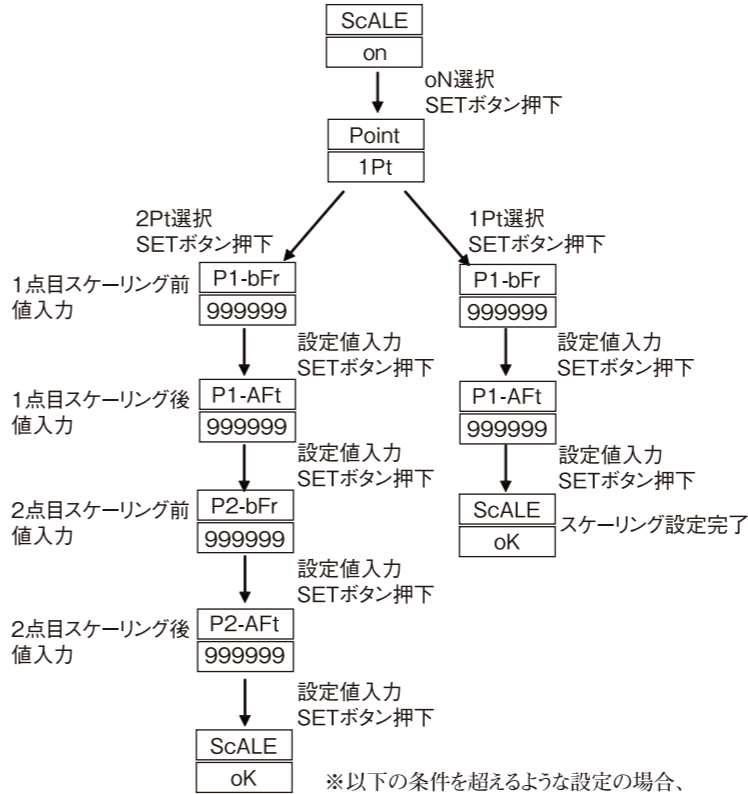 ScALE
on
oN選択
SETボタン押下
Point
1Pt
2Pt選択
SETボタン押下
1Pt選択
SETボタン押下
1点目スケーリング前
値入力
P1-bFr
999999
P1-bFr
999999
設定値入力
SETボタン押下
設定値入力
SETボタン押下
1点目スケーリング後
値入力
P1-AFt
999999
P1-AFt
999999
設定値入力
SETボタン押下
設定値入力
SETボタン押下
2点目スケーリング前
値入力
P2-bFr
999999
ScALE
oK
スケーリング設定完了
設定値入力
SETボタン押下
2点目スケーリング後
値入力
P2-AFt
999999
設定値入力
SETボタン押下
ScALE
oK
※以下の条件を超えるような設定の場合、